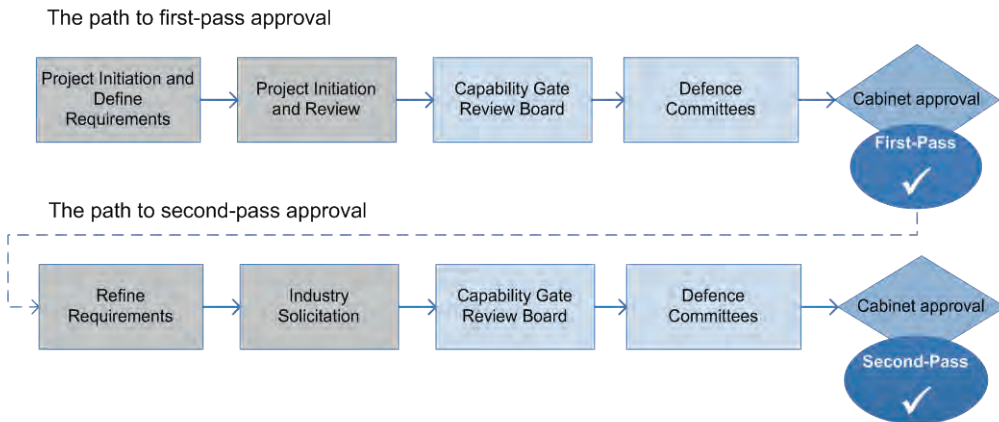 The path to first-pass approval
Project Initiation and
Define
Requirements
Project Initiation
and Review
Capability Gate
Review Board
Defence
Committees
Cabinet approval
First-Pass
The path to second-pass approval
Refine
Requirements
Industry
Solicitation
Capability Gate
Review Board
Defence
Committees
Cabinet approval
Second-Pass